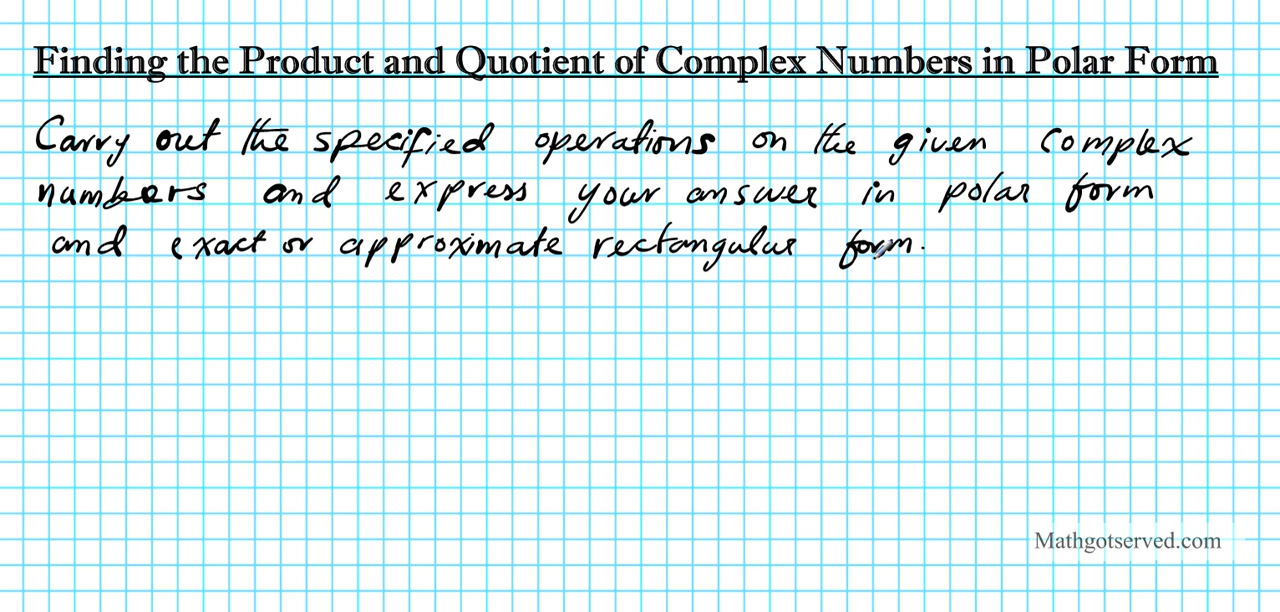 Finding the Product and Quotient of Complex Numbers in Polar Form
Carry out the specified operations on the given complex
numbers and express your answer in polar form
and exact or approximate rectangular form.
Mathgotserved.com